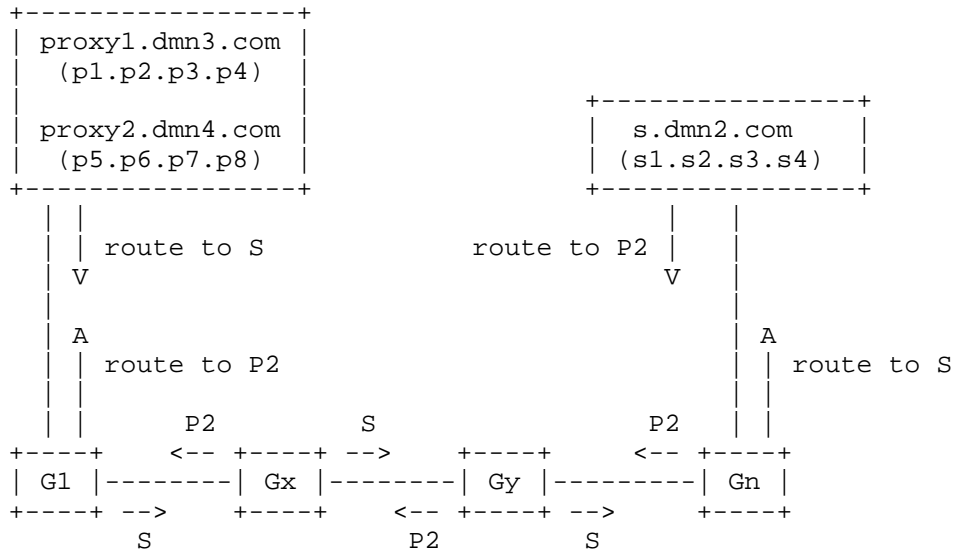 proxy1.dmn3.com
(p1.p2.p3.p4)
proxy2.dmn4.com
(p5.p6.p7.p8)
s.dmn2.com
(s1.s2.s3.s4)
route to S
route to P2
V
V
A
A
route to P2
route to S
P2 S P2
<-- --> <--
G1 Gx Gy Gn
--> <-- -->
S P2 S